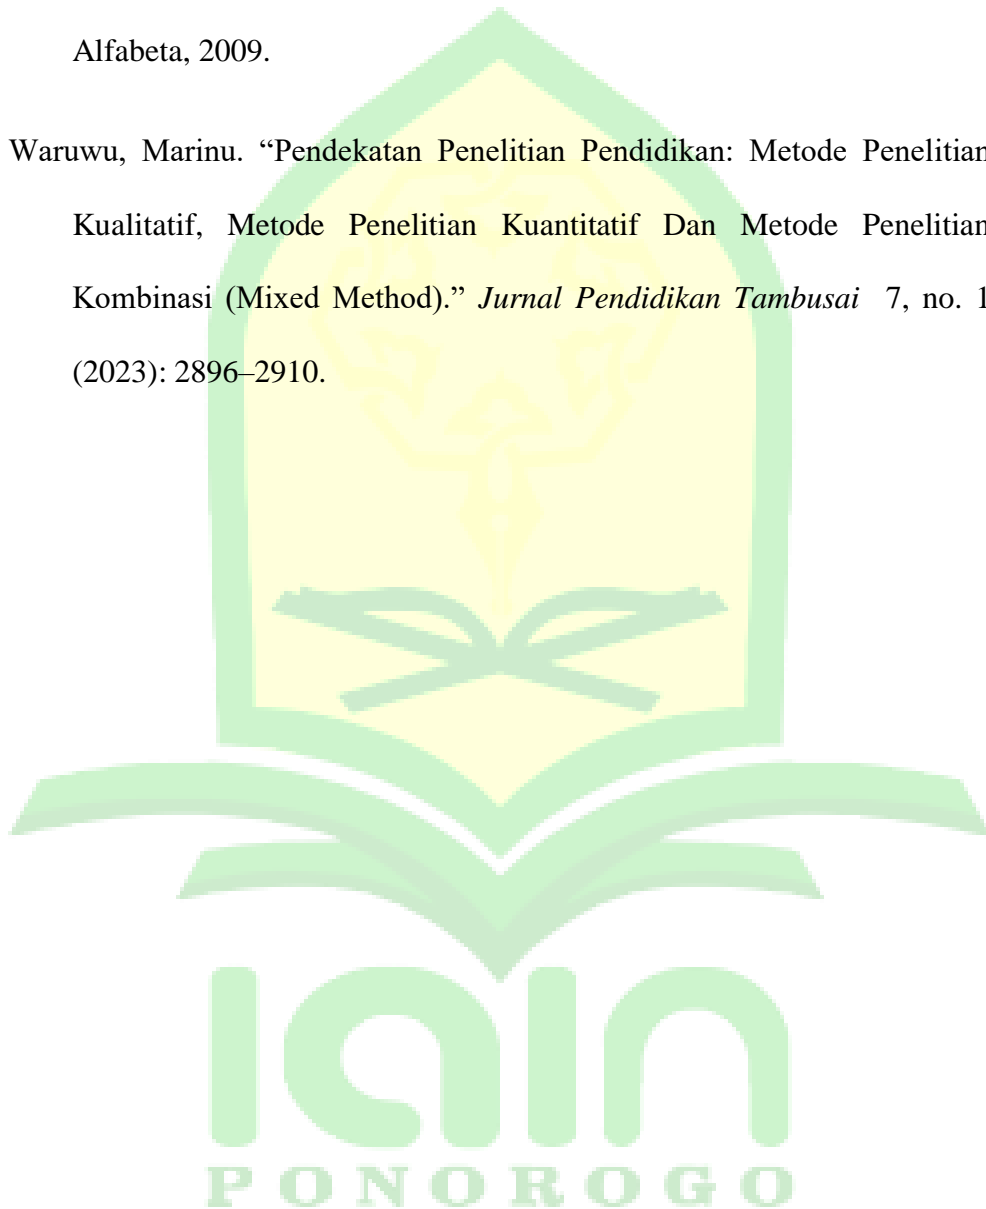 Alfabeta, 2009.
Waruwu, Marinu. “Pendekatan Penelitian Pendidikan: Metode Penelitian
Kualitatif, Metode Penelitian Kuantitatif Dan Metode Penelitian
Kombinasi (Mixed Method).” Jurnal Pendidikan Tambusai 7, no. 1
(2023): 2896–2910.
iain
PONOROGO